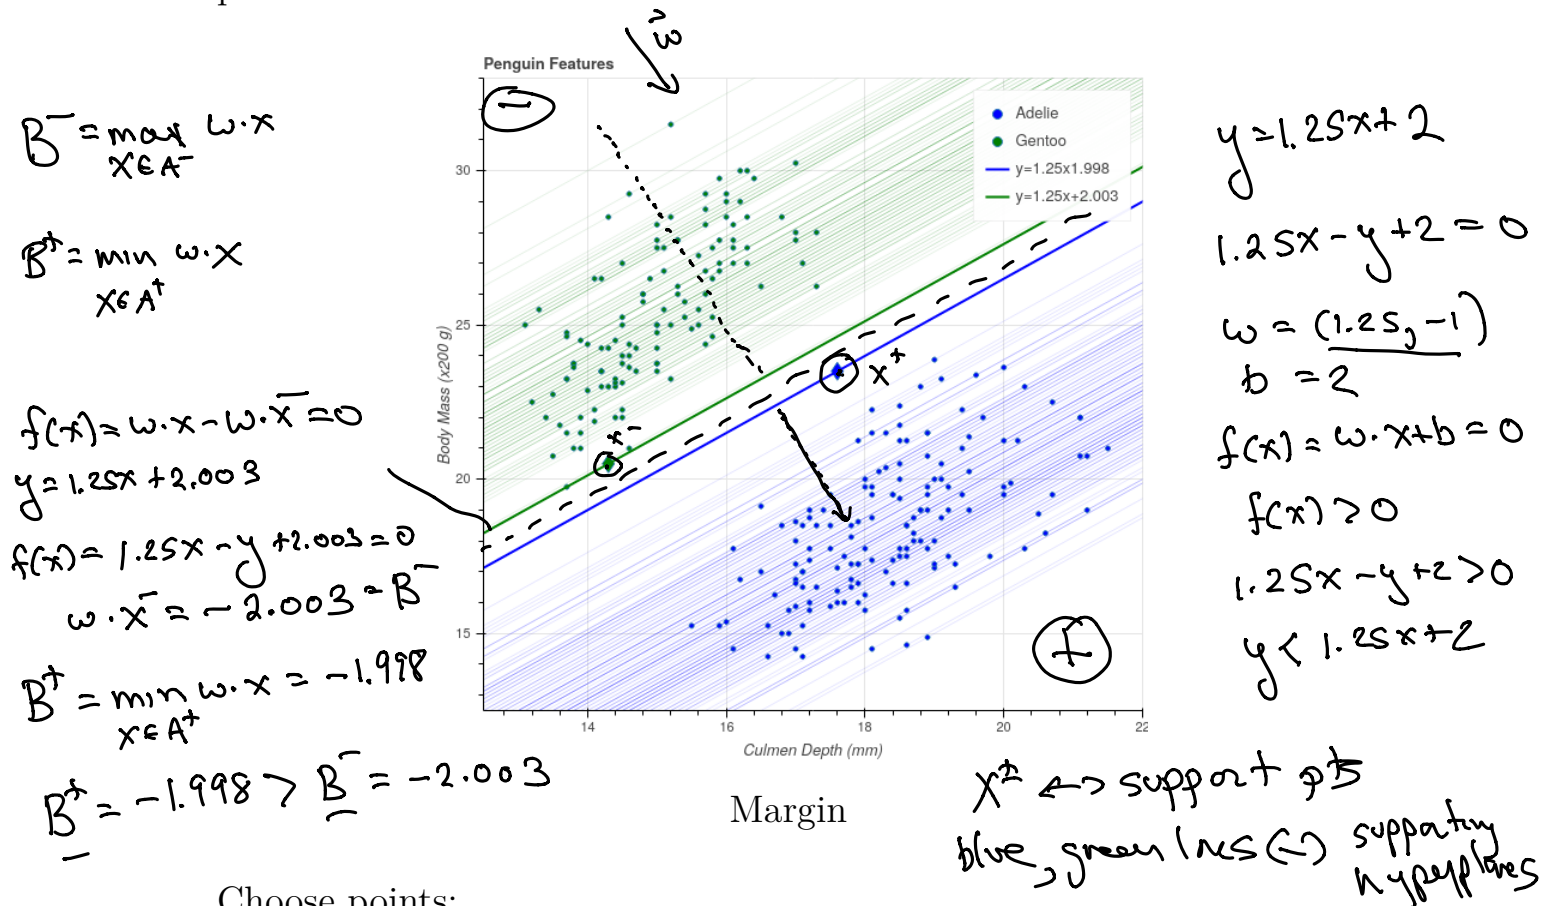 Penguin Features
ŵ
−
Adelie
Gentoo
y=1.25x1.998
y=1.25x+2.003
Body Mass (x200 g)
30
25
20
15
14
16
18
20
22
Culmen Depth (mm)
x⁺
x⁻
+
B⁻ = max w·x
x∈A⁻
B⁺ = min w·x
x∈A⁺
f(x) = w·x − w·x⁻ = 0
y = 1.25x + 2.003
f(x) = 1.25x − y + 2.003 = 0
w·x⁻ = −2.003 = B⁻
B⁺ = min w·x = −1.998
x∈A⁺
B⁺ = −1.998 > B⁻ = −2.003
y = 1.25x + 2
1.25x − y + 2 = 0
w = (1.25, −1)
b = 2
f(x) = w·x + b = 0
f(x) > 0
1.25x − y + 2 > 0
y < 1.25x + 2
Margin
x± ↔ support pts
blue, green lines ↔ supporting
hyperplanes
Choose points: